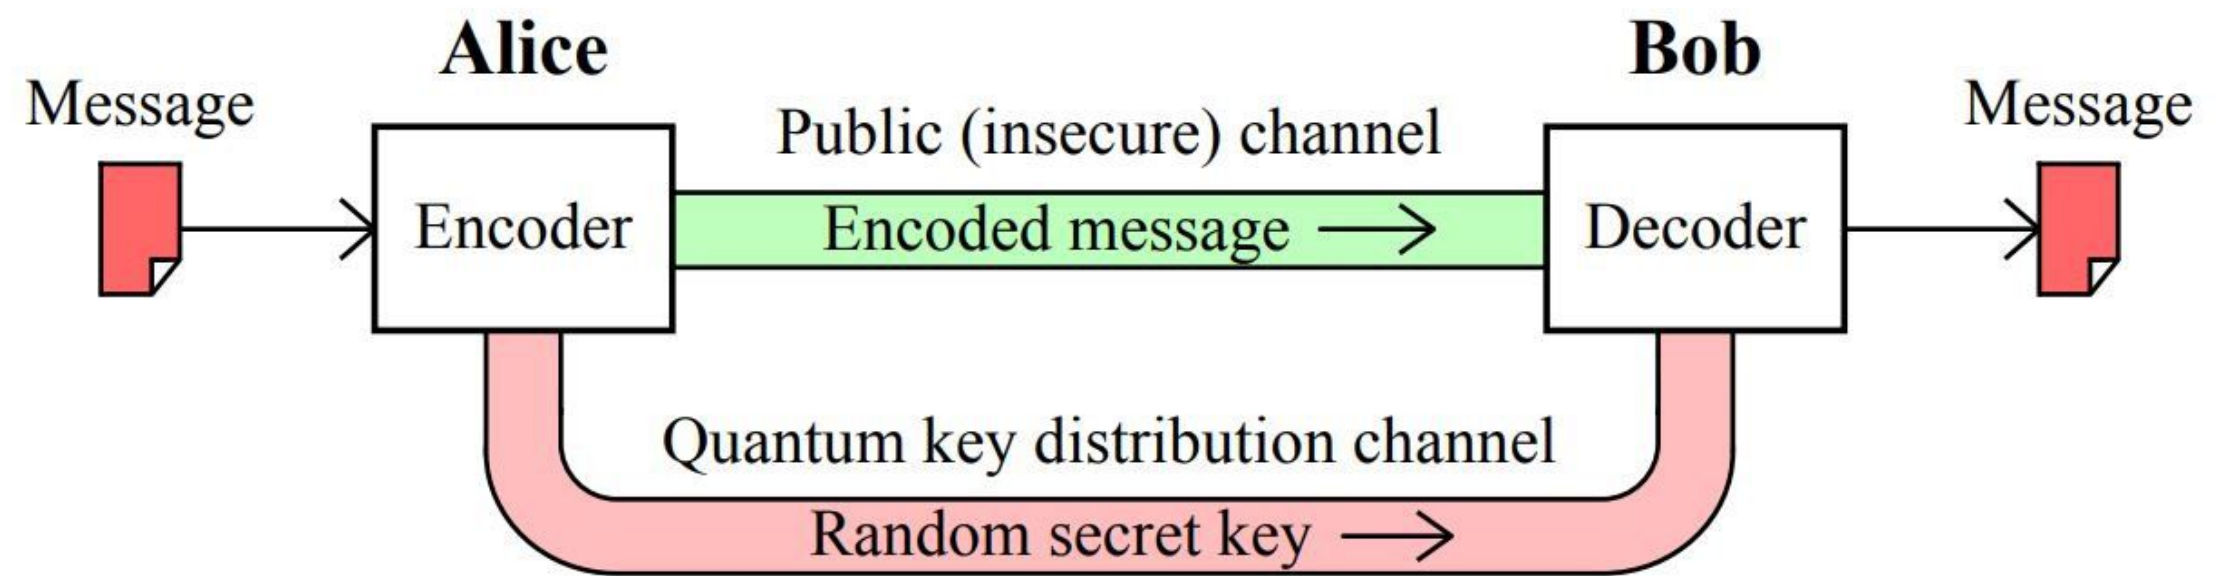 Alice
Bob
Message
Public (insecure) channel
Message
Encoder
Encoded message
Decoder
Quantum key distribution channel
Random secret key